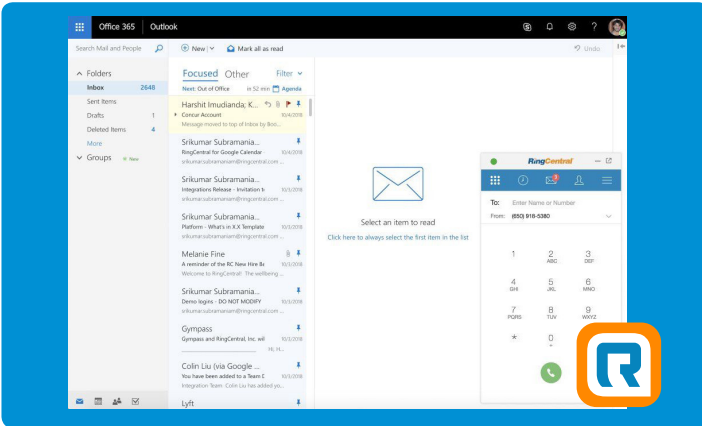 Office 365
Outlook
?
Search Mail and People
New
Mark all as read
Undo
Folders
Inbox 2648
Sent Items
Drafts 1
Deleted Items 4
More
Groups New
Focused Other Filter
Next: Out of Office in 52 min Agenda
Harshit Imudianda; K...
Concur Account 10/4/2018
Message moved to top of Inbox by Boo...
Srikumar Subramania...
RingCentral for Google Calendar - 10/4/2018
srikumar.subramaniam@ringcentral.com ...
Srikumar Subramania...
Integrations Release - Invitation t 10/3/2018
srikumar.subramaniam@ringcentral.com ...
Srikumar Subramania...
Platform - What's in X.X Template 10/3/2018
srikumar.subramaniam@ringcentral.com ...
Melanie Fine
A reminder of the RC New Hire Be 10/3/2018
Welcome to RingCentral! The wellbeing ...
Srikumar Subramania...
Demo logins - DO NOT MODIFY 10/3/2018
srikumar.subramaniam@ringcentral.com ...
Gympass
Gympass and RingCentral, Inc. wil 10/3/2018
Hi, H...
Colin Liu (via Google ...
You have been added to a Team D 10/3/2018
Integration Team - Colin Liu has added yo...
Lyft
Select an item to read
Click here to always select the first item in the list
RingCentral
To: Enter Name or Number
From: (650) 918-5380
1 2 3
ABC DEF
4 5 6
GHI JKL MNO
7 8 9
PQRS TUV WXYZ
* 0
+
R